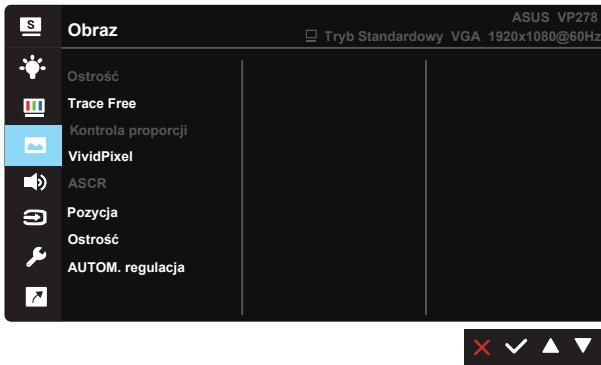 S
Obraz
ASUS VP278
Tryb Standardowy VGA 1920x1080@60Hz
Ostrość
Trace Free
Kontrola proporcji
VividPixel
ASCR
Pozycja
Ostrość
AUTOM. regulacja